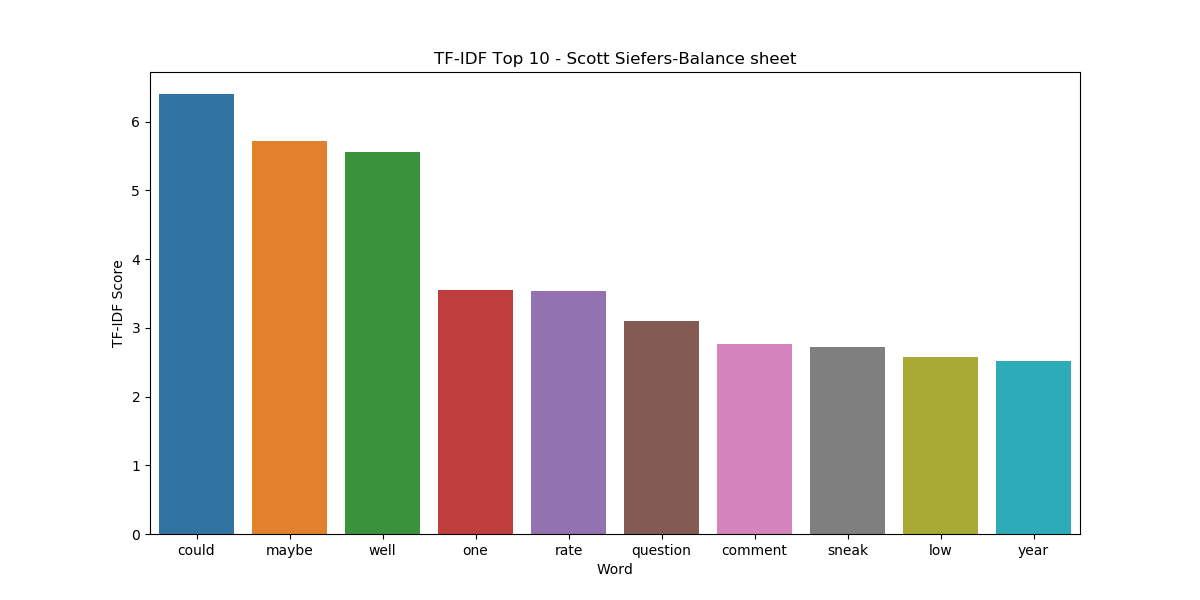 TF-IDF Top 10 - Scott Siefers-Balance sheet
TF-IDF Score
6
5
4
3
2
1
0
could maybe well one rate question comment sneak low year
Word